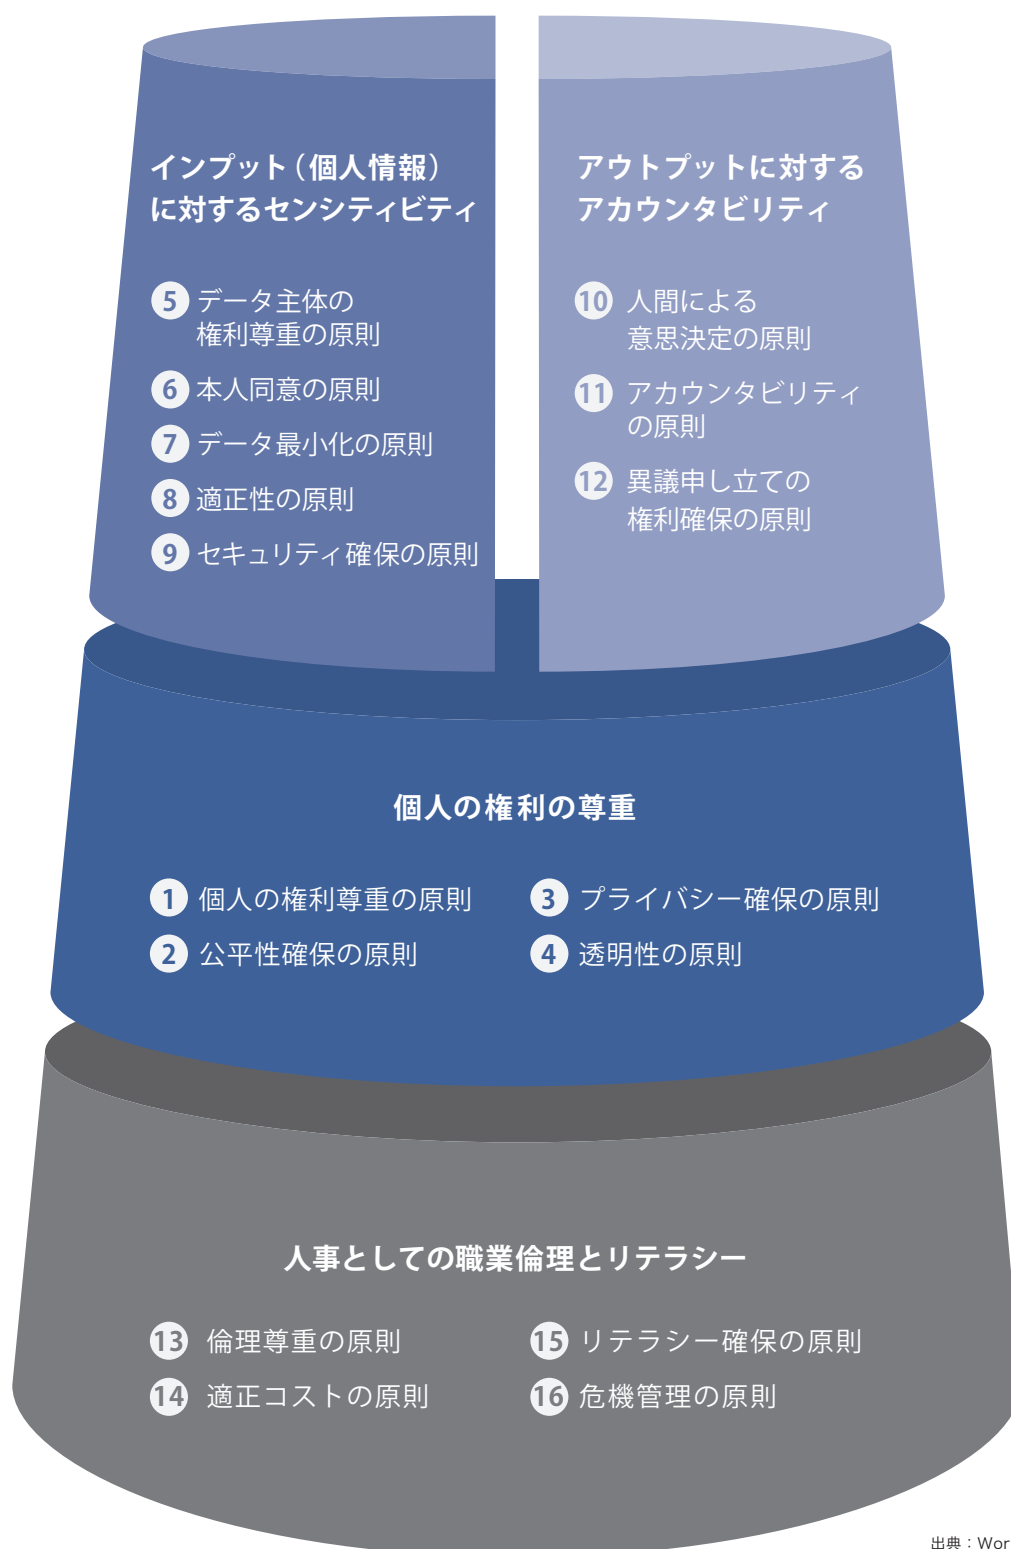 インプット（個人情報）
に対するセンシティビティ
5 データ主体の
権利尊重の原則
6 本人同意の原則
7 データ最小化の原則
8 適正性の原則
9 セキュリティ確保の原則
アウトプットに対する
アカウンタビリティ
10 人間による
意思決定の原則
11 アカウンタビリティ
の原則
12 異議申し立ての
権利確保の原則
個人の権利の尊重
1 個人の権利尊重の原則
2 公平性確保の原則
3 プライバシー確保の原則
4 透明性の原則
人事としての職業倫理とリテラシー
13 倫理尊重の原則
14 適正コストの原則
15 リテラシー確保の原則
16 危機管理の原則
出典：Wor